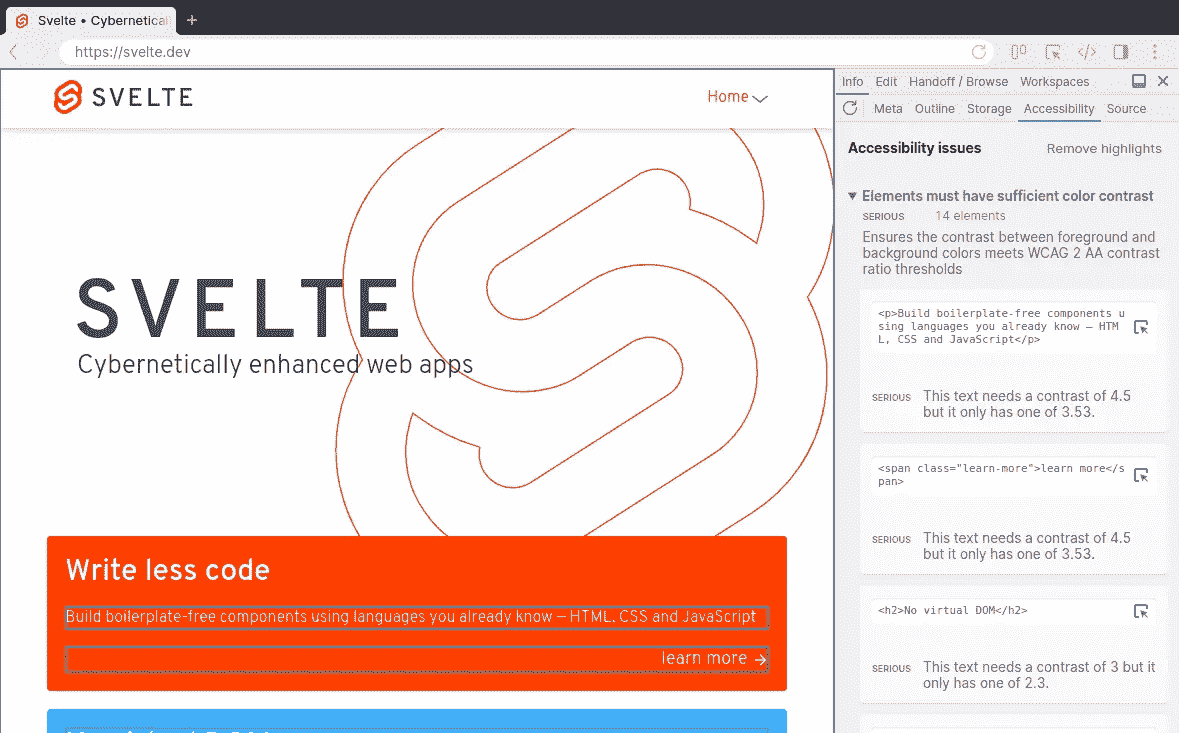 Svelte • Cybernetical
https://svelte.dev
SVELTE
Home
SVELTE
Cybernetically enhanced web apps
Write less code
Build boilerplate-free components using languages you already know — HTML, CSS and JavaScript
learn more →
Info Edit Handoff / Browse Workspaces
Meta Outline Storage Accessibility Source
Accessibility issues Remove highlights
Elements must have sufficient color contrast
SERIOUS 14 elements
Ensures the contrast between foreground and
background colors meets WCAG 2 AA contrast
ratio thresholds
<p>Build boilerplate-free components u
sing languages you already know — HTM
L, CSS and JavaScript</p>
SERIOUS This text needs a contrast of 4.5
but it only has one of 3.53.
<span class="learn-more">learn more</s
pan>
SERIOUS This text needs a contrast of 4.5
but it only has one of 3.53.
<h2>No virtual DOM</h2>
SERIOUS This text needs a contrast of 3 but it
only has one of 2.3.